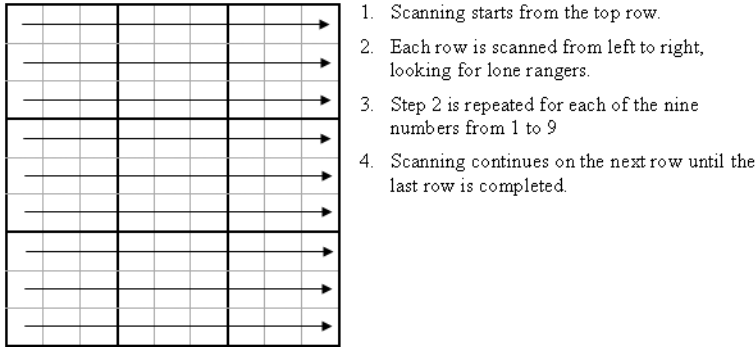 1. Scanning starts from the top row.
2. Each row is scanned from left to right,
looking for lone rangers.
3. Step 2 is repeated for each of the nine
numbers from 1 to 9
4. Scanning continues on the next row until the
last row is completed.